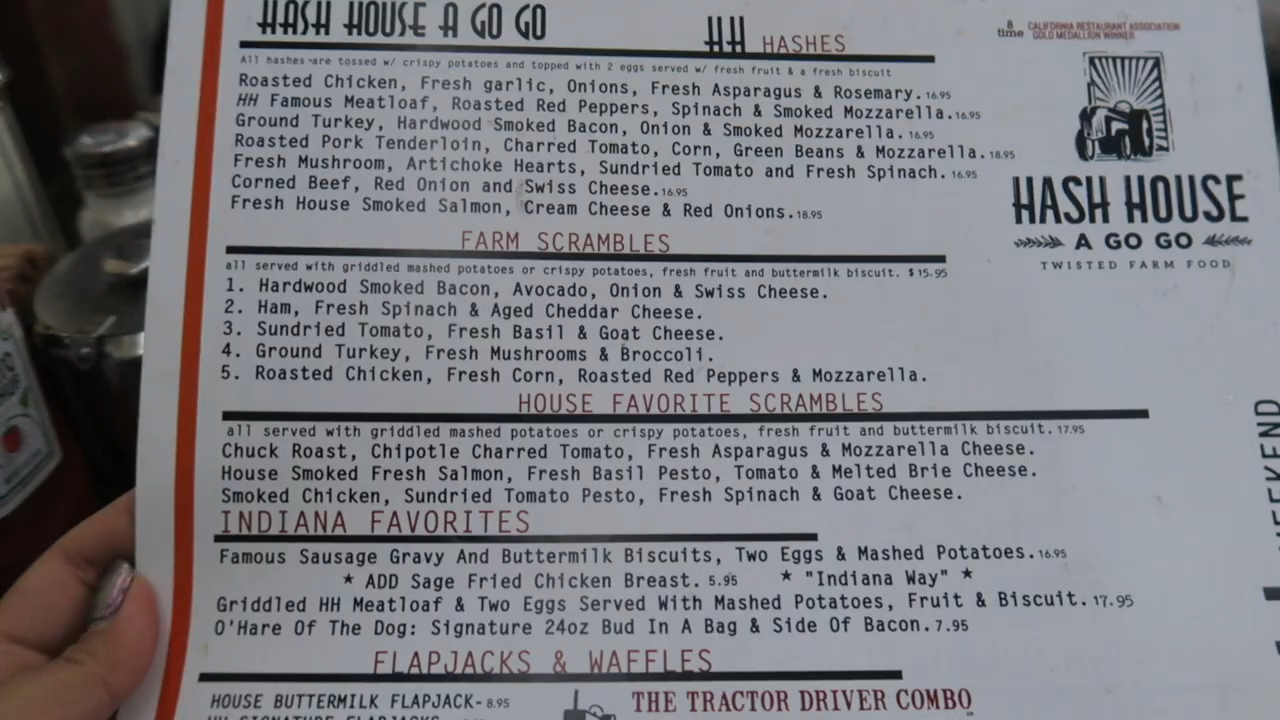 HASH HOUSE A GO GO
HH HASHES
All hashes are tossed w/ crispy potatoes and topped with 2 eggs served w/ fresh fruit & a fresh biscuit
Roasted Chicken, Fresh garlic, Onions, Fresh Asparagus & Rosemary. 16.95
HH Famous Meatloaf, Roasted Red Peppers, Spinach & Smoked Mozzarella. 16.95
Ground Turkey, Hardwood Smoked Bacon, Onion & Smoked Mozzarella. 16.95
Roasted Pork Tenderloin, Charred Tomato, Corn, Green Beans & Mozzarella. 18.95
Fresh Mushroom, Artichoke Hearts, Sundried Tomato and Fresh Spinach. 16.95
Corned Beef, Red Onion and Swiss Cheese. 16.95
Fresh House Smoked Salmon, Cream Cheese & Red Onions. 18.95
8 time CALIFORNIA RESTAURANT ASSOCIATION
GOLD MEDALLION WINNER
HASH HOUSE
A GO GO
TWISTED FARM FOOD
FARM SCRAMBLES
all served with griddled mashed potatoes or crispy potatoes, fresh fruit and buttermilk biscuit. $15.95
1. Hardwood Smoked Bacon, Avocado, Onion & Swiss Cheese.
2. Ham, Fresh Spinach & Aged Cheddar Cheese.
3. Sundried Tomato, Fresh Basil & Goat Cheese.
4. Ground Turkey, Fresh Mushrooms & Broccoli.
5. Roasted Chicken, Fresh Corn, Roasted Red Peppers & Mozzarella.
HOUSE FAVORITE SCRAMBLES
all served with griddled mashed potatoes or crispy potatoes, fresh fruit and buttermilk biscuit. 17.95
Chuck Roast, Chipotle Charred Tomato, Fresh Asparagus & Mozzarella Cheese.
House Smoked Fresh Salmon, Fresh Basil Pesto, Tomato & Melted Brie Cheese.
Smoked Chicken, Sundried Tomato Pesto, Fresh Spinach & Goat Cheese.
INDIANA FAVORITES
Famous Sausage Gravy And Buttermilk Biscuits, Two Eggs & Mashed Potatoes. 16.95
* ADD Sage Fried Chicken Breast. 5.95 * "Indiana Way" *
Griddled HH Meatloaf & Two Eggs Served With Mashed Potatoes, Fruit & Biscuit. 17.95
O'Hare Of The Dog: Signature 24oz Bud In A Bag & Side Of Bacon. 7.95
FLAPJACKS & WAFFLES
HOUSE BUTTERMILK FLAPJACK- 8.95
THE TRACTOR DRIVER COMBO